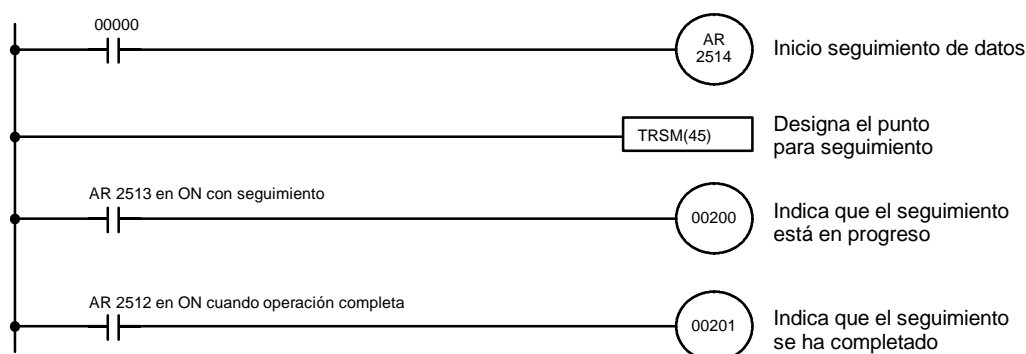 00000
AR
2514
Inicio seguimiento de datos
TRSM(45)
Designa el punto
para seguimiento
AR 2513 en ON con seguimiento
00200
Indica que el seguimiento
está en progreso
AR 2512 en ON cuando operación completa
00201
Indica que el seguimiento
se ha completado